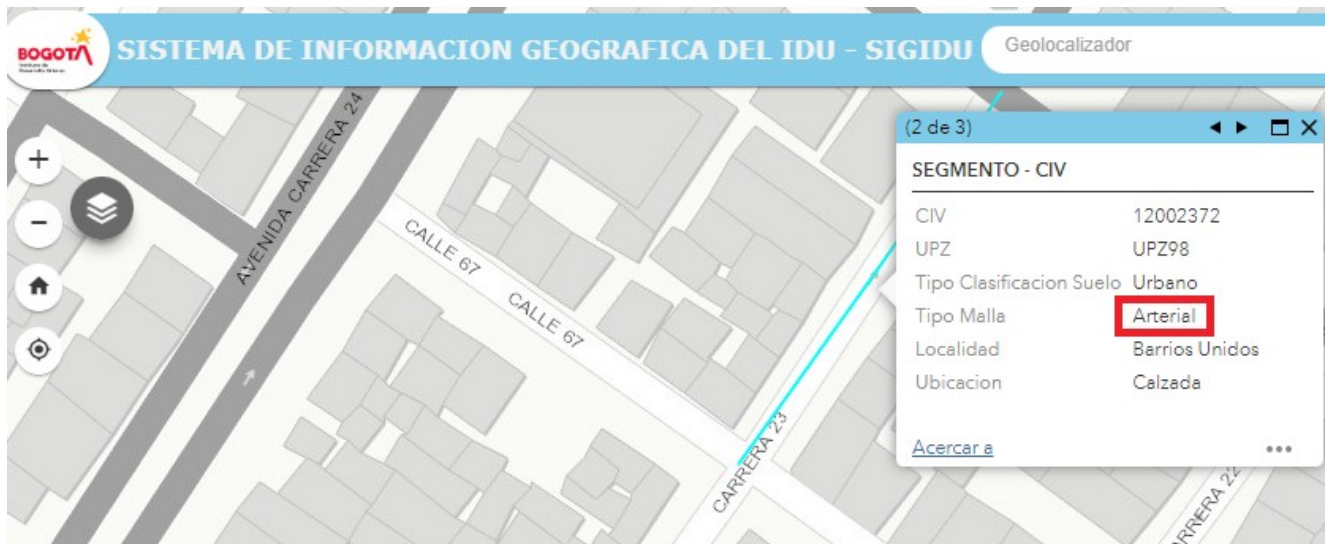 BOGOTÁ
SISTEMA DE INFORMACION GEOGRAFICA DEL IDU - SIGIDU
Geolocalizador
(2 de 3)
SEGMENTO - CIV
CIV 12002372
UPZ UPZ98
Tipo Clasificacion Suelo Urbano
Tipo Malla Arterial
Localidad Barrios Unidos
Ubicacion Calzada
Acercar a
AVENIDA CARRERA 24
CALLE 67
CALLE 67
CARRERA 23
CARRERA 22